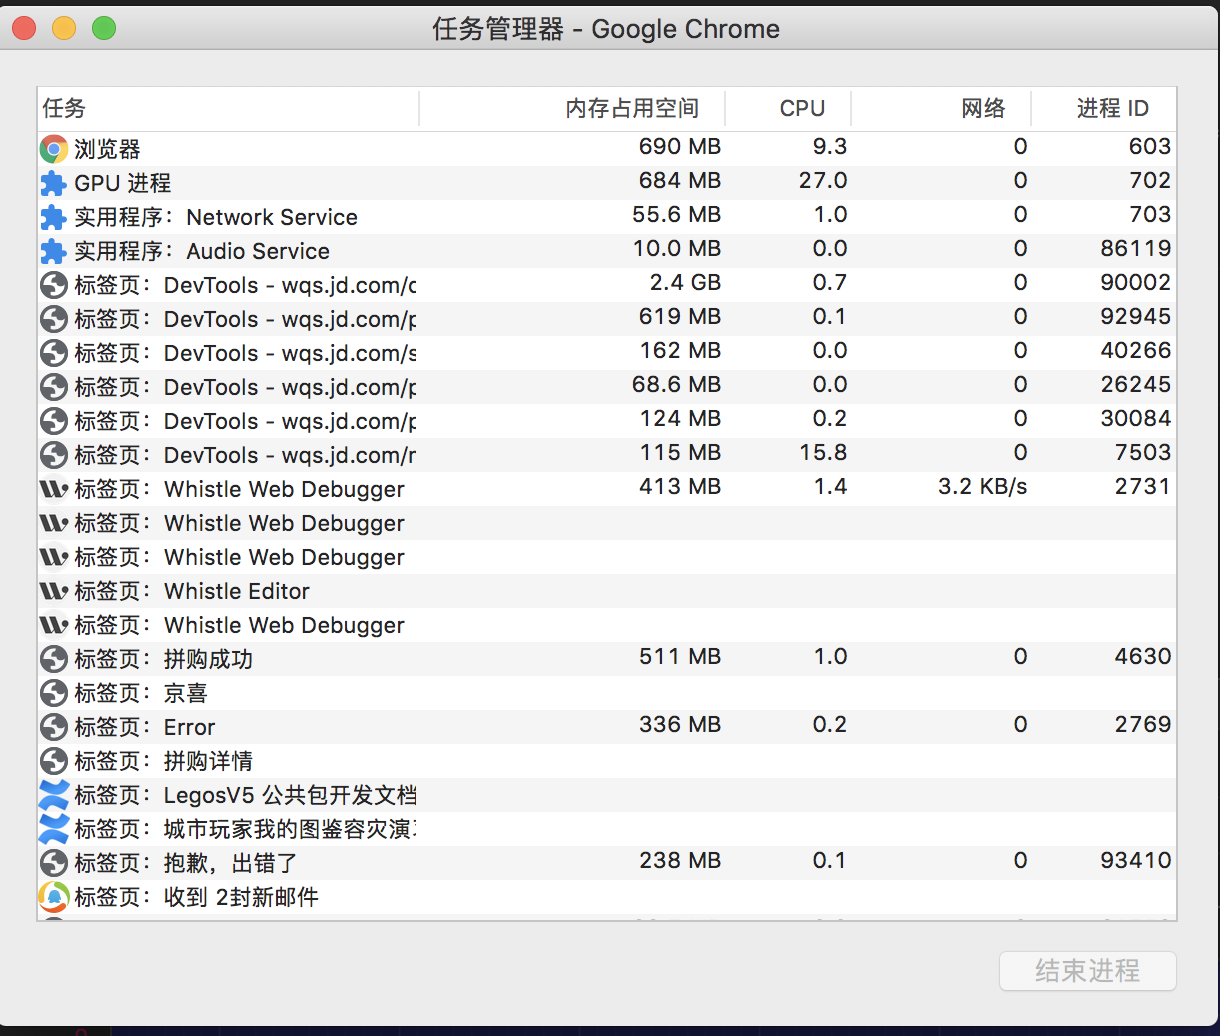 任务管理器 - Google Chrome
任务 内存占用空间 CPU 网络 进程 ID
浏览器 690 MB 9.3 0 603
GPU 进程 684 MB 27.0 0 702
实用程序：Network Service 55.6 MB 1.0 0 703
实用程序：Audio Service 10.0 MB 0.0 0 86119
标签页：DevTools - wqs.jd.com/ 2.4 GB 0.7 0 90002
标签页：DevTools - wqs.jd.com/p 619 MB 0.1 0 92945
标签页：DevTools - wqs.jd.com/s 162 MB 0.0 0 40266
标签页：DevTools - wqs.jd.com/p 68.6 MB 0.0 0 26245
标签页：DevTools - wqs.jd.com/p 124 MB 0.2 0 30084
标签页：DevTools - wqs.jd.com/ 115 MB 15.8 0 7503
标签页：Whistle Web Debugger 413 MB 1.4 3.2 KB/s 2731
标签页：Whistle Web Debugger
标签页：Whistle Web Debugger
标签页：Whistle Editor
标签页：Whistle Web Debugger
标签页：拼购成功 511 MB 1.0 0 4630
标签页：京喜
标签页：Error 336 MB 0.2 0 2769
标签页：拼购详情
标签页：LegosV5 公共包开发文档
标签页：城市玩家我的图鉴容灾演
标签页：抱歉，出错了 238 MB 0.1 0 93410
标签页：收到 2封新邮件
结束进程